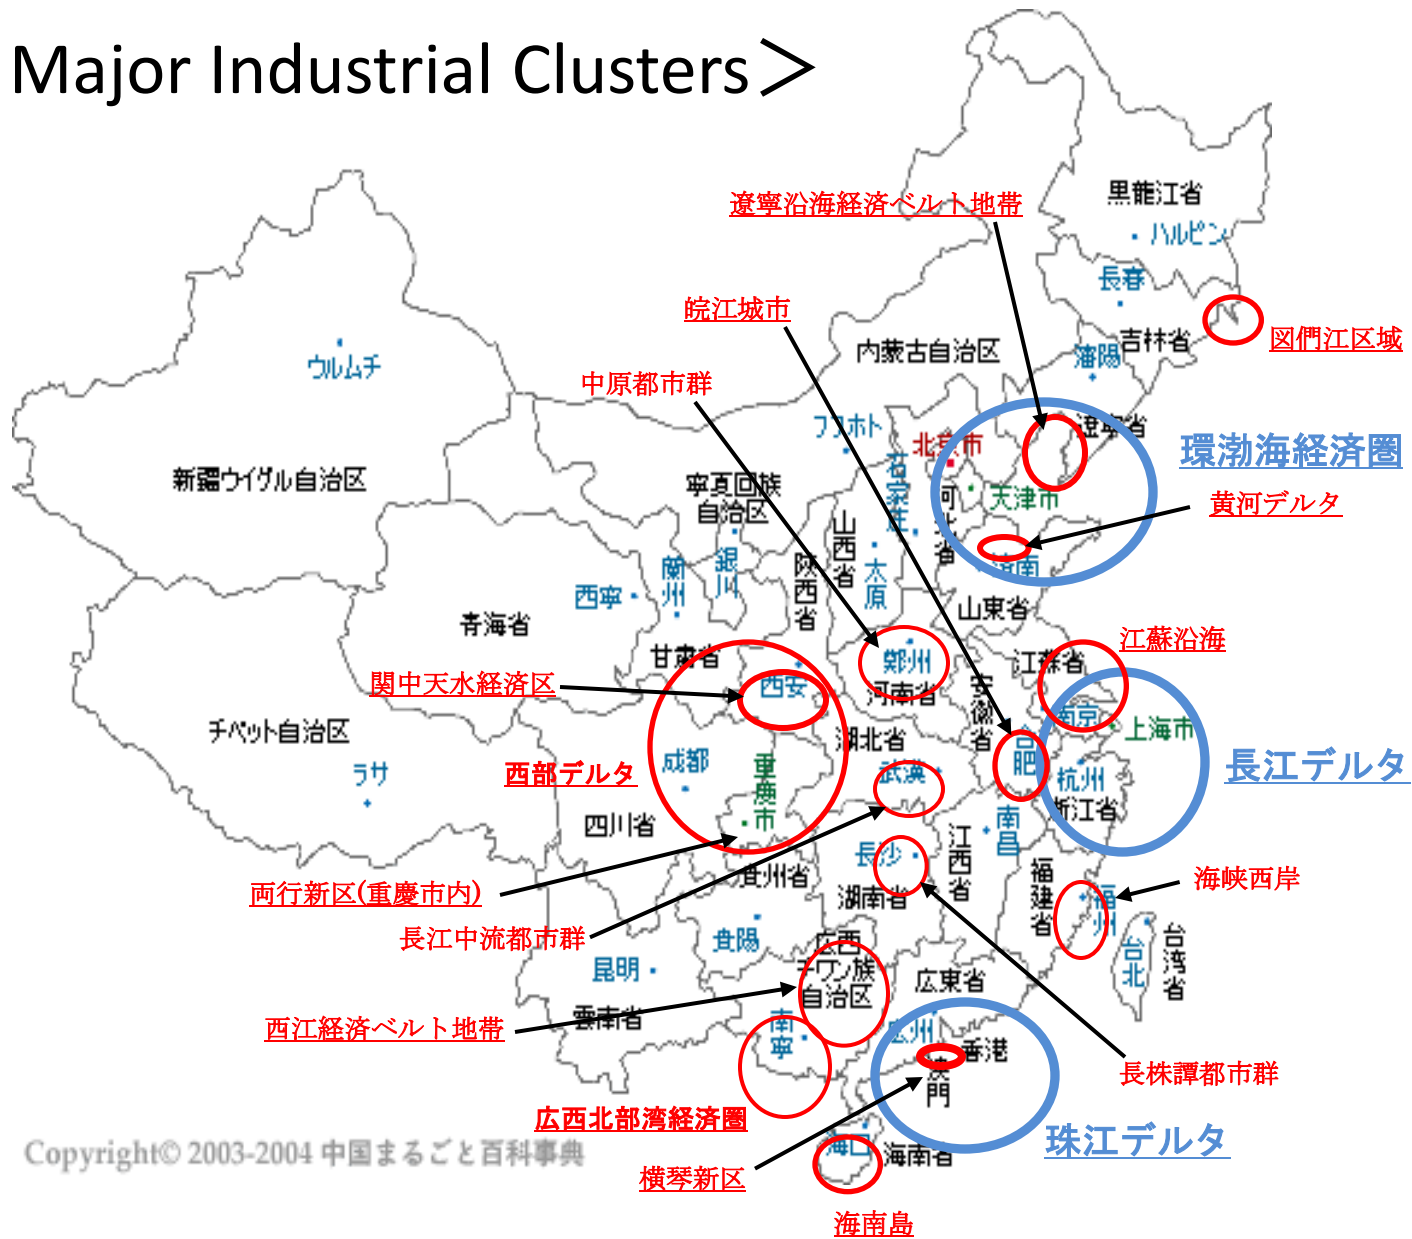 Major Industrial Clusters＞
黒龍江省
遼寧沿海経済ベルト地帯
ハルピン
長春
皖江城市
図們江区域
吉林省
内蒙古自治区
瀋陽
ウルムチ
中原都市群
フフホト
北京市
遼寧省
環渤海経済圏
新疆ウイグル自治区
寧夏回族
自治区
石家荘
天津市
黄河デルタ
河北省
山西省
陝西省
銀川
蘭州
太原
済南
西寧
山東省
青海省
甘粛省
鄭州
江蘇省
江蘇沿海
関中天水経済区
西安
河南省
安徽省
南京
チベット自治区
湖北省
合肥
上海市
成都
重慶市
西部デルタ
武漢
長江デルタ
ラサ
杭州
浙江省
四川省
南昌
江西省
長沙
貴州省
福建省
海峡西岸
両行新区(重慶市内)
湖南省
福州
長江中流都市群
貴陽
広西
チワン族
自治区
台北
台湾省
昆明
広東省
西江経済ベルト地帯
雲南省
南寧
広州
香港
澳門
長株譚都市群
広西北部湾経済圏
珠江デルタ
Copyright© 2003-2004 中国まるごと百科事典
海口
海南省
横琴新区
海南島